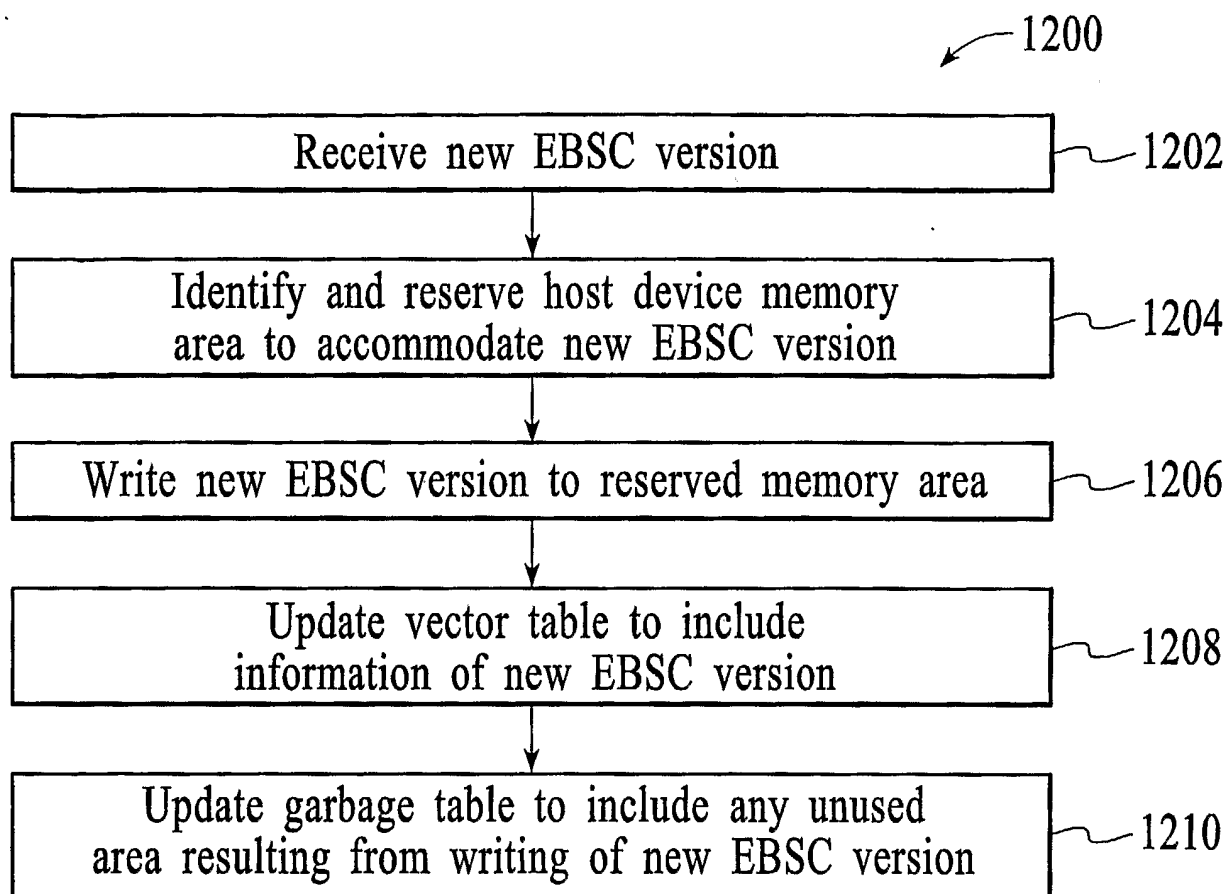 1200
Receive new EBSC version
1202
Identify and reserve host device memory
area to accommodate new EBSC version
1204
Write new EBSC version to reserved memory area
1206
Update vector table to include
information of new EBSC version
1208
Update garbage table to include any unused
area resulting from writing of new EBSC version
1210